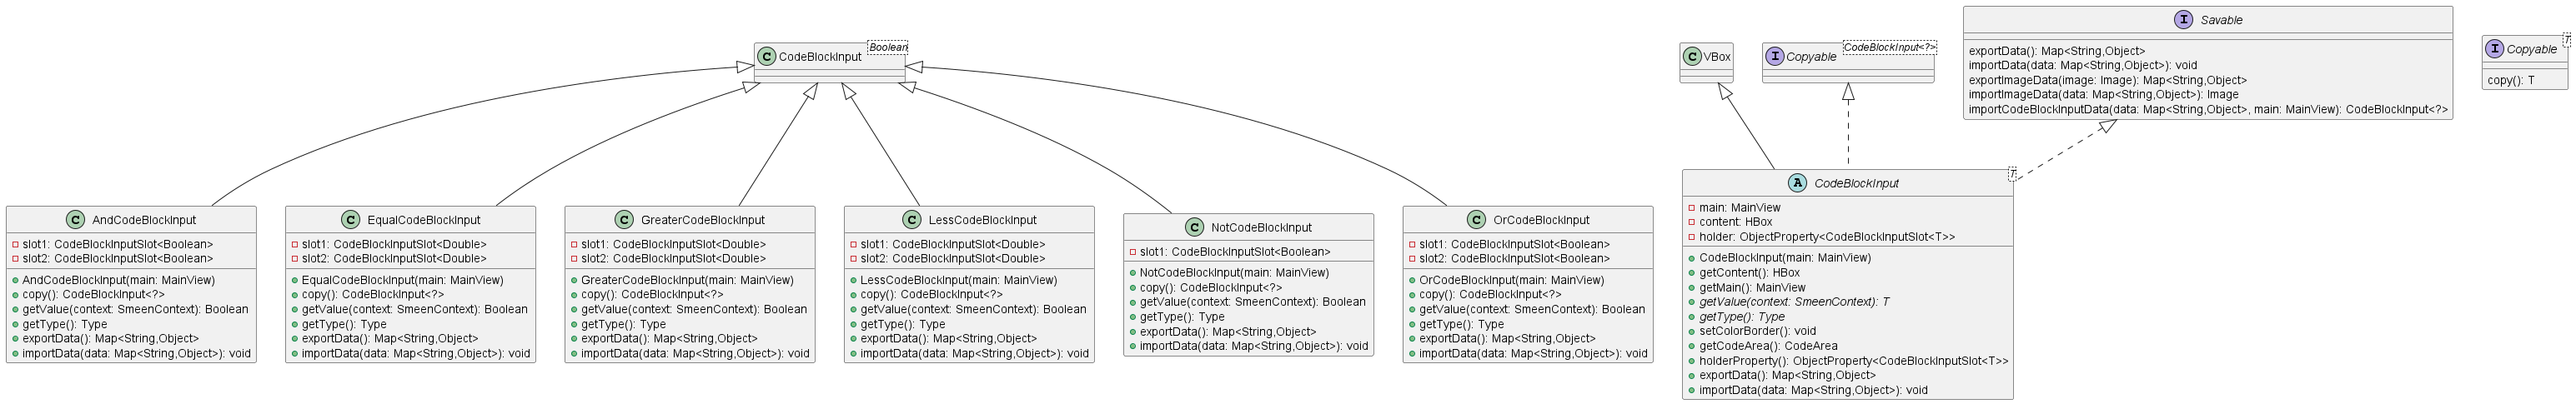 C CodeBlockInput Boolean
C VBox
I Copyable CodeBlockInput<?>
I Savable
exportData(): Map<String,Object>
importData(data: Map<String,Object>): void
exportImageData(image: Image): Map<String,Object>
importImageData(data: Map<String,Object>): Image
importCodeBlockInputData(data: Map<String,Object>, main: MainView): CodeBlockInput<?>
I Copyable T
copy(): T
C AndCodeBlockInput
slot1: CodeBlockInputSlot<Boolean>
slot2: CodeBlockInputSlot<Boolean>
AndCodeBlockInput(main: MainView)
copy(): CodeBlockInput<?>
getValue(context: SmeenContext): Boolean
getType(): Type
exportData(): Map<String,Object>
importData(data: Map<String,Object>): void
C EqualCodeBlockInput
slot1: CodeBlockInputSlot<Double>
slot2: CodeBlockInputSlot<Double>
EqualCodeBlockInput(main: MainView)
copy(): CodeBlockInput<?>
getValue(context: SmeenContext): Boolean
getType(): Type
exportData(): Map<String,Object>
importData(data: Map<String,Object>): void
C GreaterCodeBlockInput
slot1: CodeBlockInputSlot<Double>
slot2: CodeBlockInputSlot<Double>
GreaterCodeBlockInput(main: MainView)
copy(): CodeBlockInput<?>
getValue(context: SmeenContext): Boolean
getType(): Type
exportData(): Map<String,Object>
importData(data: Map<String,Object>): void
C LessCodeBlockInput
slot1: CodeBlockInputSlot<Double>
slot2: CodeBlockInputSlot<Double>
LessCodeBlockInput(main: MainView)
copy(): CodeBlockInput<?>
getValue(context: SmeenContext): Boolean
getType(): Type
exportData(): Map<String,Object>
importData(data: Map<String,Object>): void
C NotCodeBlockInput
slot1: CodeBlockInputSlot<Boolean>
NotCodeBlockInput(main: MainView)
copy(): CodeBlockInput<?>
getValue(context: SmeenContext): Boolean
getType(): Type
exportData(): Map<String,Object>
importData(data: Map<String,Object>): void
C OrCodeBlockInput
slot1: CodeBlockInputSlot<Boolean>
slot2: CodeBlockInputSlot<Boolean>
OrCodeBlockInput(main: MainView)
copy(): CodeBlockInput<?>
getValue(context: SmeenContext): Boolean
getType(): Type
exportData(): Map<String,Object>
importData(data: Map<String,Object>): void
A CodeBlockInput T
main: MainView
content: HBox
holder: ObjectProperty<CodeBlockInputSlot<T>>
CodeBlockInput(main: MainView)
getContent(): HBox
getMain(): MainView
getValue(context: SmeenContext): T
getType(): Type
setColorBorder(): void
getCodeArea(): CodeArea
holderProperty(): ObjectProperty<CodeBlockInputSlot<T>>
exportData(): Map<String,Object>
importData(data: Map<String,Object>): void